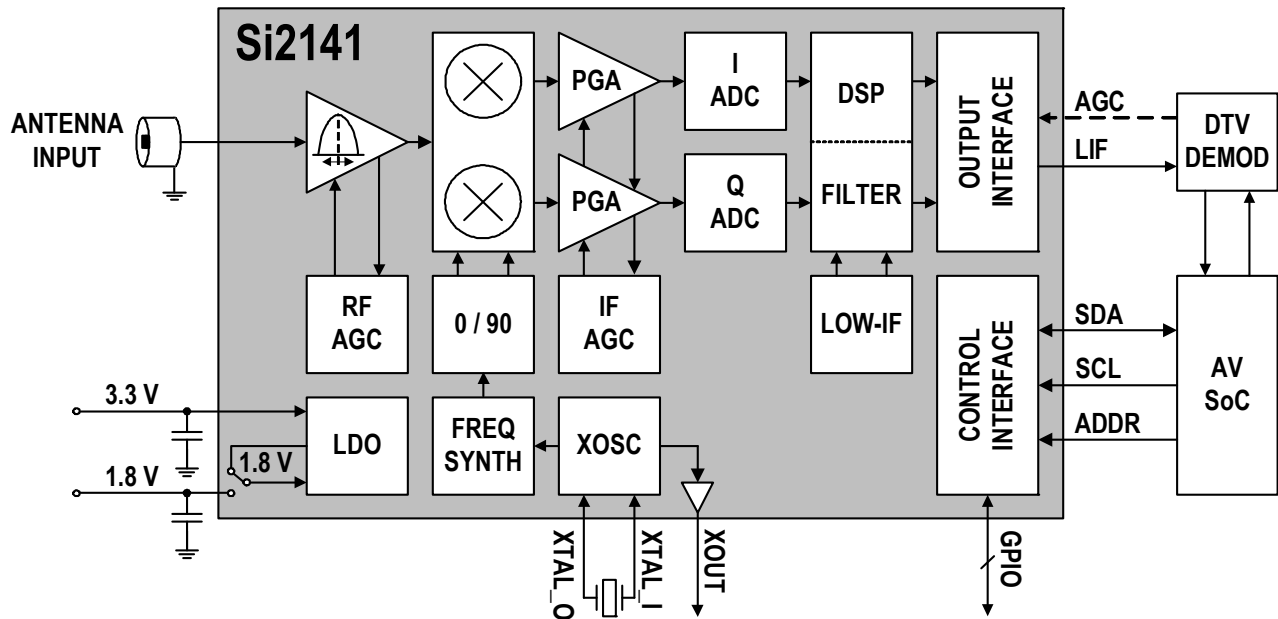 Si2141
ANTENNA
INPUT
PGA
PGA
I
ADC
Q
ADC
DSP
FILTER
OUTPUT
INTERFACE
AGC
LIF
DTV
DEMOD
RF
AGC
0 / 90
IF
AGC
LOW-IF
CONTROL
INTERFACE
SDA
SCL
ADDR
AV
SoC
3.3 V
1.8 V
1.8 V
LDO
FREQ
SYNTH
XOSC
XTAL_O
XTAL_I
XOUT
GPIO